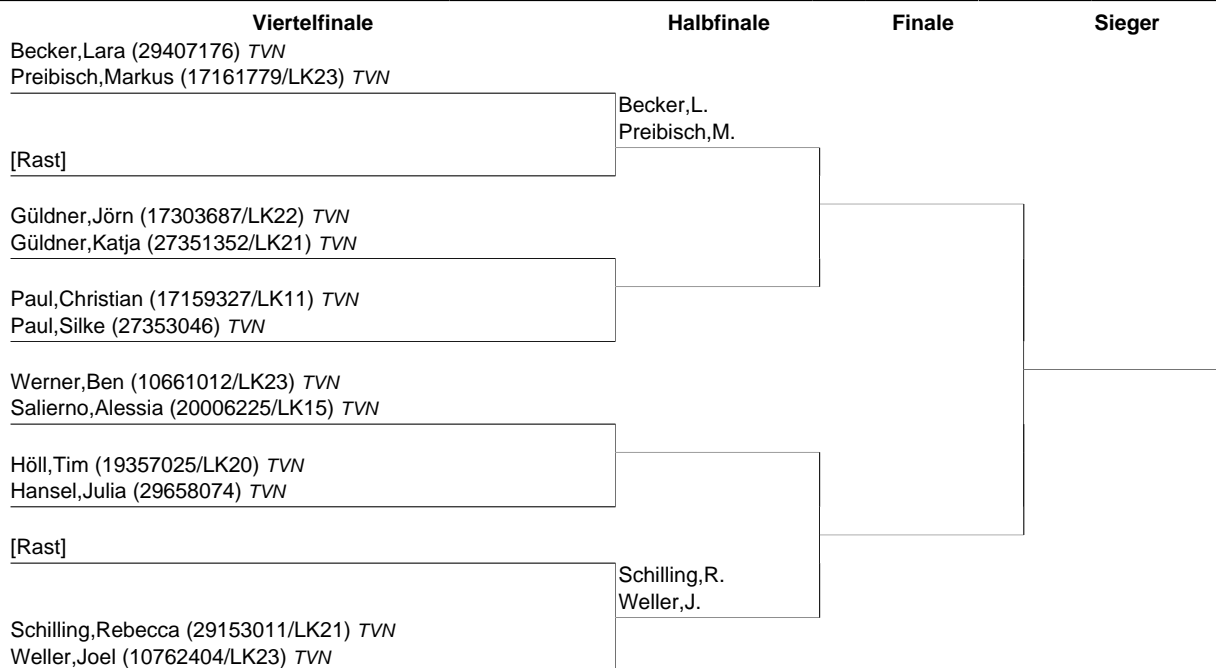 Viertelfinale Halbfinale Finale Sieger
Becker,Lara (29407176) TVN
Preibisch,Markus (17161779/LK23) TVN
Becker,L.
Preibisch,M.
[Rast]
Güldner,Jörn (17303687/LK22) TVN
Güldner,Katja (27351352/LK21) TVN
Paul,Christian (17159327/LK11) TVN
Paul,Silke (27353046) TVN
Werner,Ben (10661012/LK23) TVN
Salierno,Alessia (20006225/LK15) TVN
Höll,Tim (19357025/LK20) TVN
Hansel,Julia (29658074) TVN
[Rast]
Schilling,R.
Weller,J.
Schilling,Rebecca (29153011/LK21) TVN
Weller,Joel (10762404/LK23) TVN